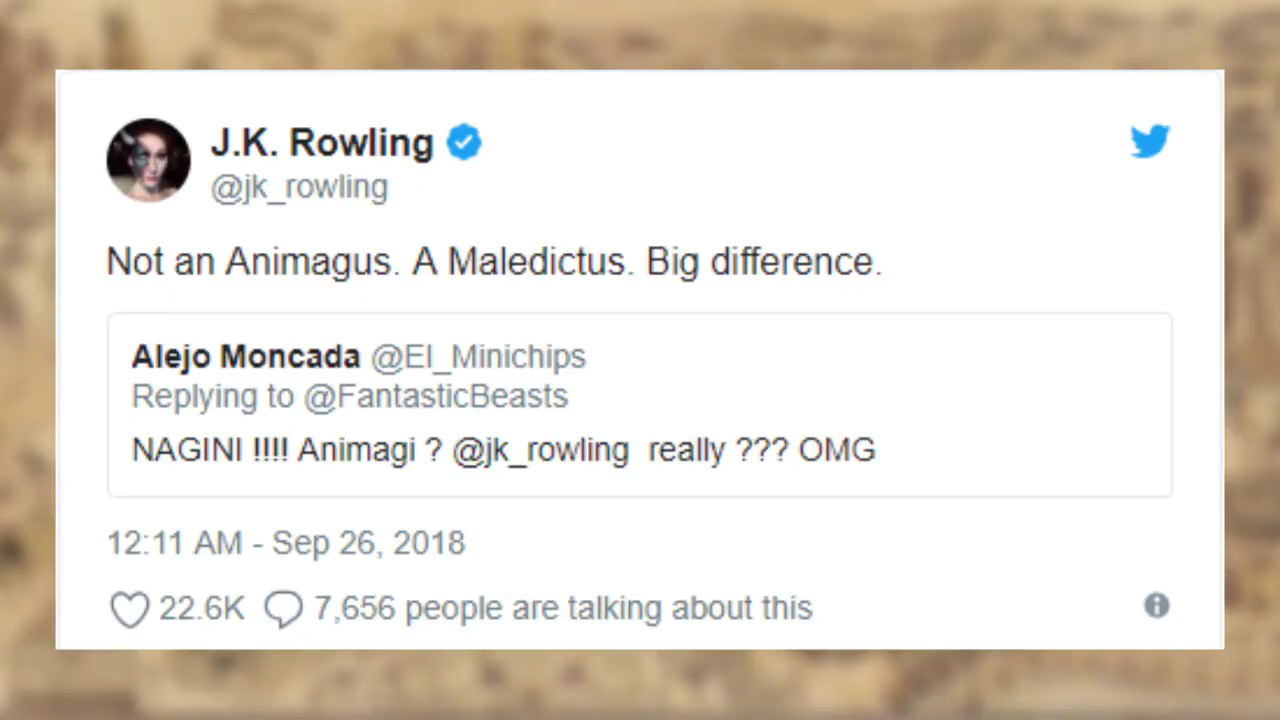 J.K. Rowling
@jk_rowling
Not an Animagus. A Maledictus. Big difference.
Alejo Moncada @El_Minichips
Replying to @FantasticBeasts
NAGINI !!!! Animagi ? @jk_rowling really ??? OMG
12:11 AM - Sep 26, 2018
22.6K 7,656 people are talking about this